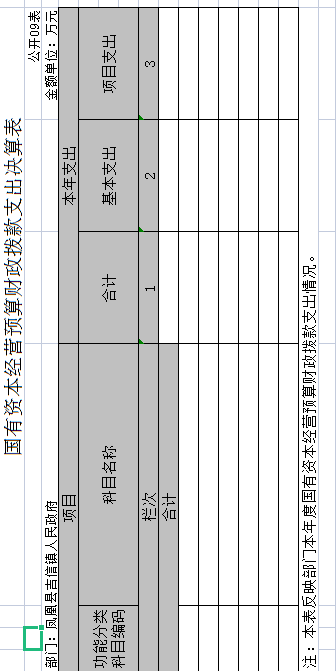 国有资本经营预算财政拨款支出决算表
公开09表
部门：凤凰县吉信镇人民政府 金额单位：万元
项目 本年支出
功能分类科目编码 科目名称 合计 基本支出 项目支出
栏次 1 2 3
合计
注：本表反映部门本年度国有资本经营预算财政拨款支出情况。